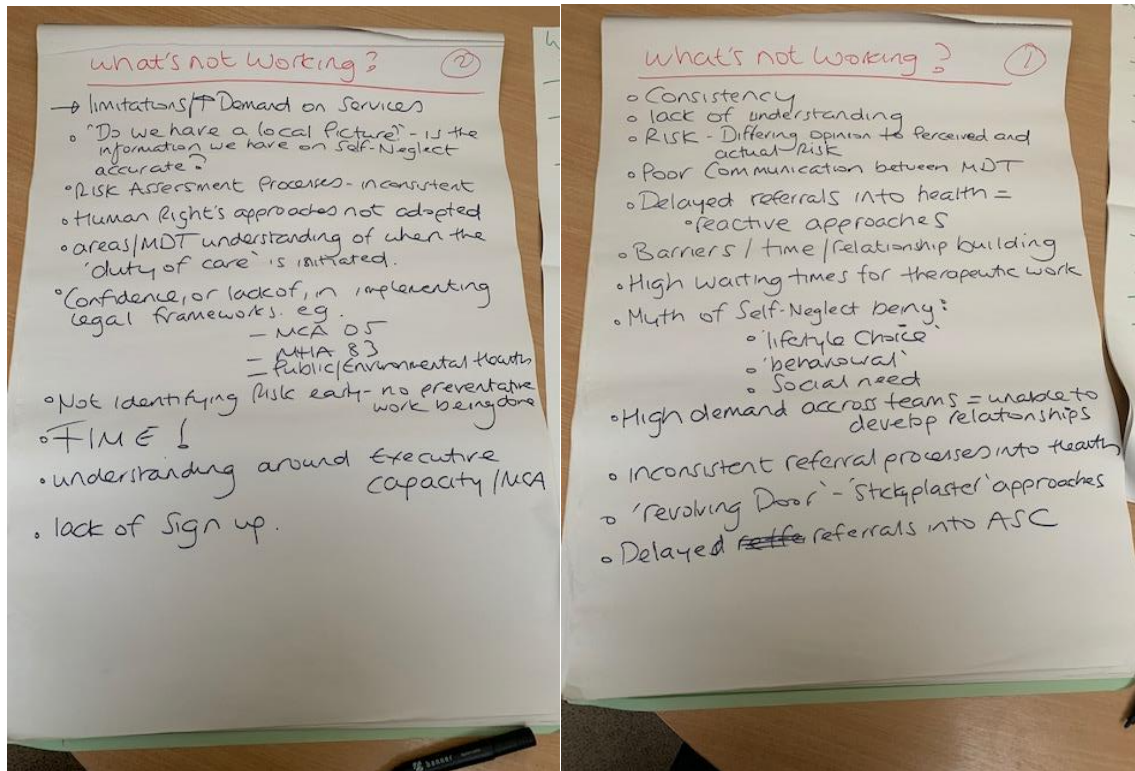 What's not Working? ②
→ limitations/↑ Demand on Services
• "Do we have a local Picture?" - is the
information we have on Self-Neglect
accurate?
• Risk Assessment Processes - inconsistent
• Human Right's approaches not adopted
• areas/MDT understanding of when the
'duty of care' is initiated.
• Confidence, or lack of, in implementing
legal frameworks. eg.
- MCA 05
- MHA 83
- Public/Environmental Health
• Not identifying Risk early - no preventative
work being done
• TIME!
• understanding around Executive
capacity/MCA
• lack of Sign up.
banner
What's not Working? ①
• Consistency
• lack of understanding
• Risk - Differing opinion to Perceived and
actual Risk
• Poor Communication between MDT
• Delayed referrals into health =
• reactive approaches
• Barriers / time / relationship building
• High waiting times for therapeutic work
• Myth of Self-Neglect being:
• 'lifestyle Choice'
• 'behavoural'
• Social need
• High demand accross teams = unable to
develop relationships
• Inconsistent referral processes into Health
• 'revolving Door' - 'Sticky plaster' approaches
• Delayed referrals into ASC